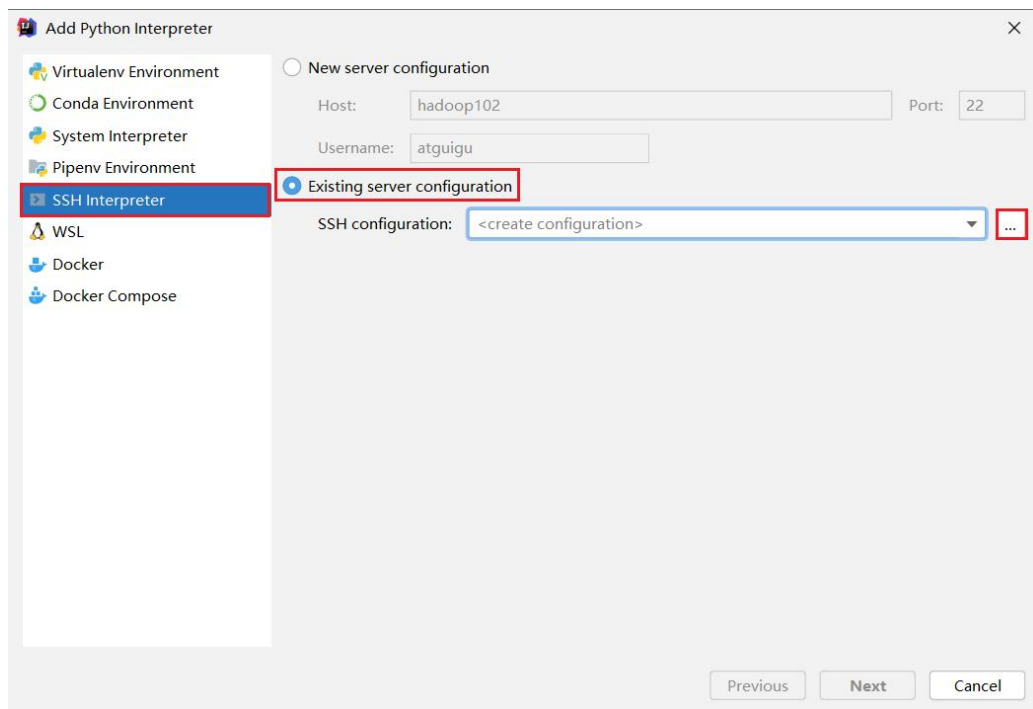 Add Python Interpreter
Virtualenv Environment
Conda Environment
System Interpreter
Pipenv Environment
SSH Interpreter
WSL
Docker
Docker Compose
New server configuration
Host: hadoop102 Port: 22
Username: atguigu
Existing server configuration
SSH configuration: <create configuration> ...
Previous Next Cancel